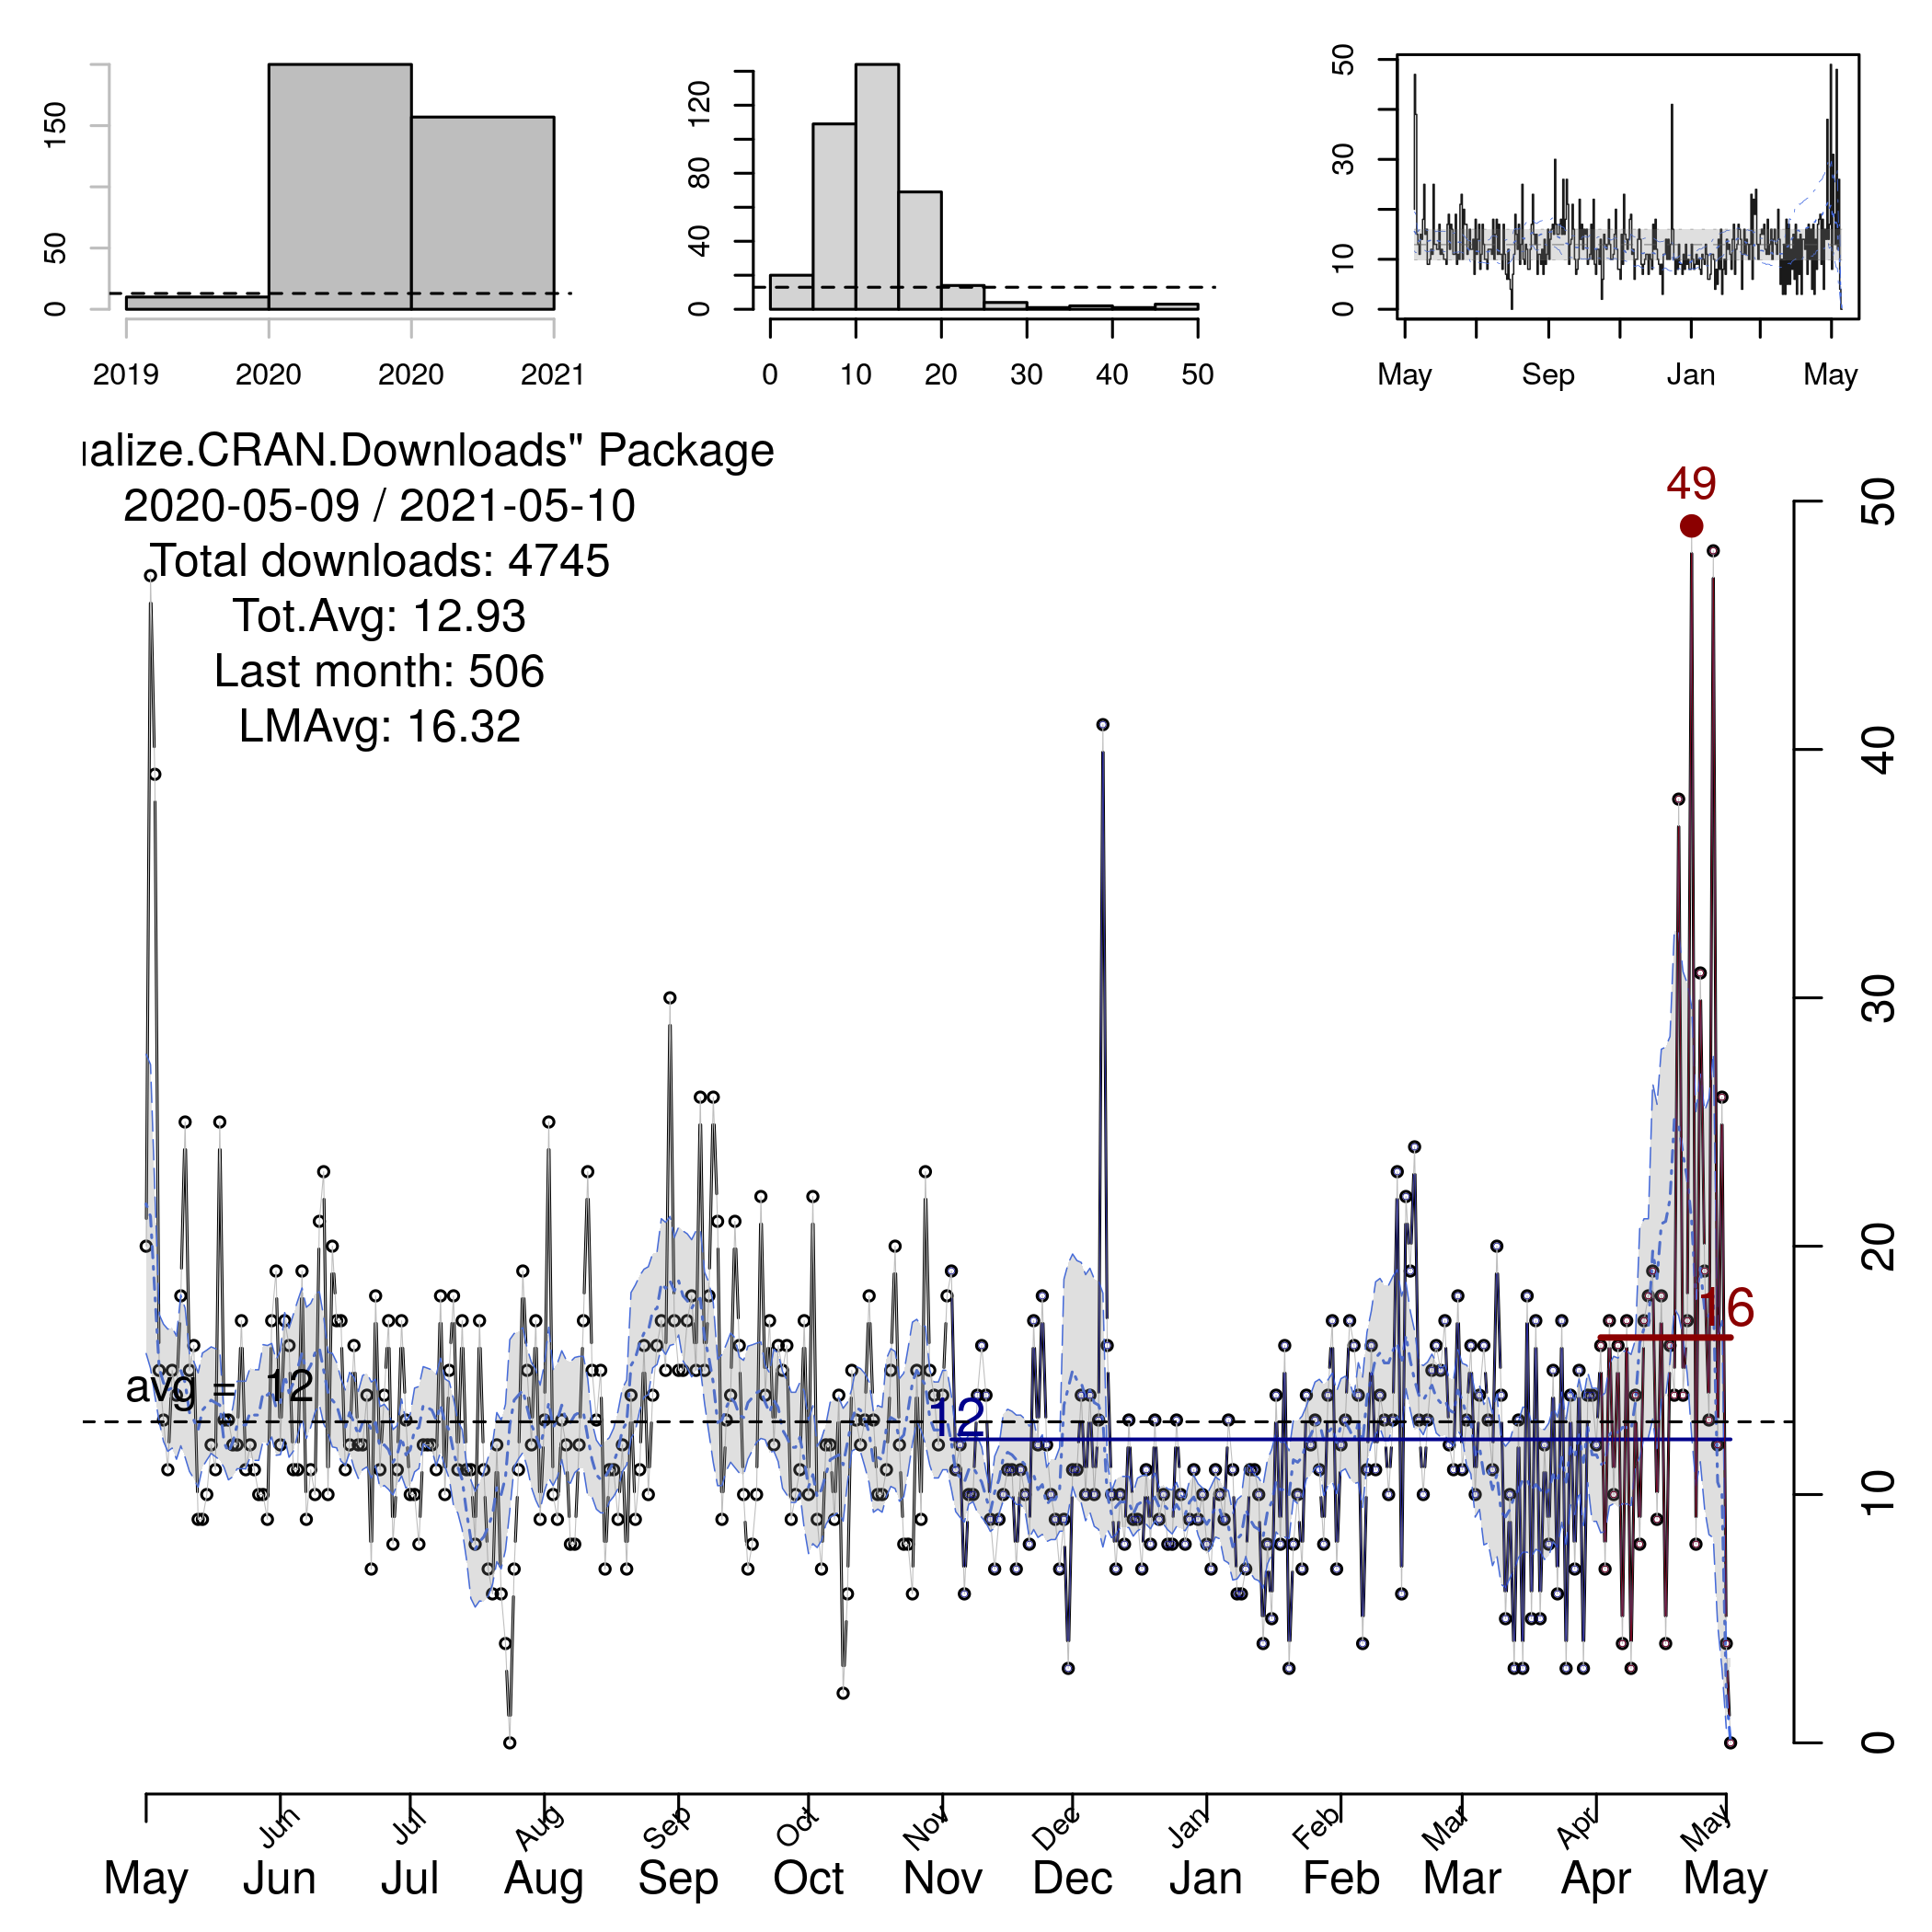 150
50
0
2019 2020 2020 2021
120
80
40
0
0 10 20 30 40 50
50
30
10
0
May Sep Jan May
alize.CRAN.Downloads" Package
2020-05-09 / 2021-05-10
Total downloads: 4745
Tot.Avg: 12.93
Last month: 506
LMAvg: 16.32
49
avg = 12
12
16
50
40
30
20
10
0
Jun Jul Aug Sep Oct Nov Dec Jan Feb Mar Apr May
May Jun Jul Aug Sep Oct Nov Dec Jan Feb Mar Apr May